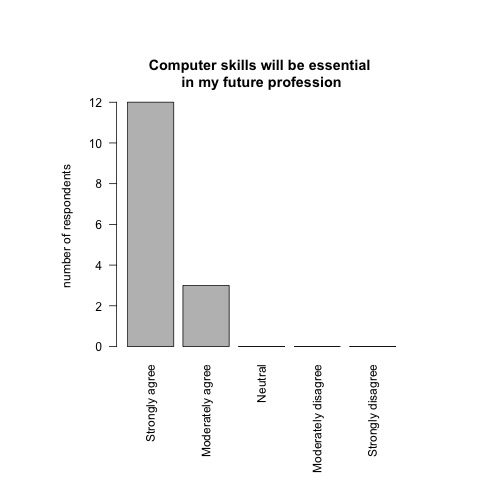 Computer skills will be essential
in my future profession
number of respondents
12
10
8
6
4
2
0
Strongly agree
Moderately agree
Neutral
Moderately disagree
Strongly disagree